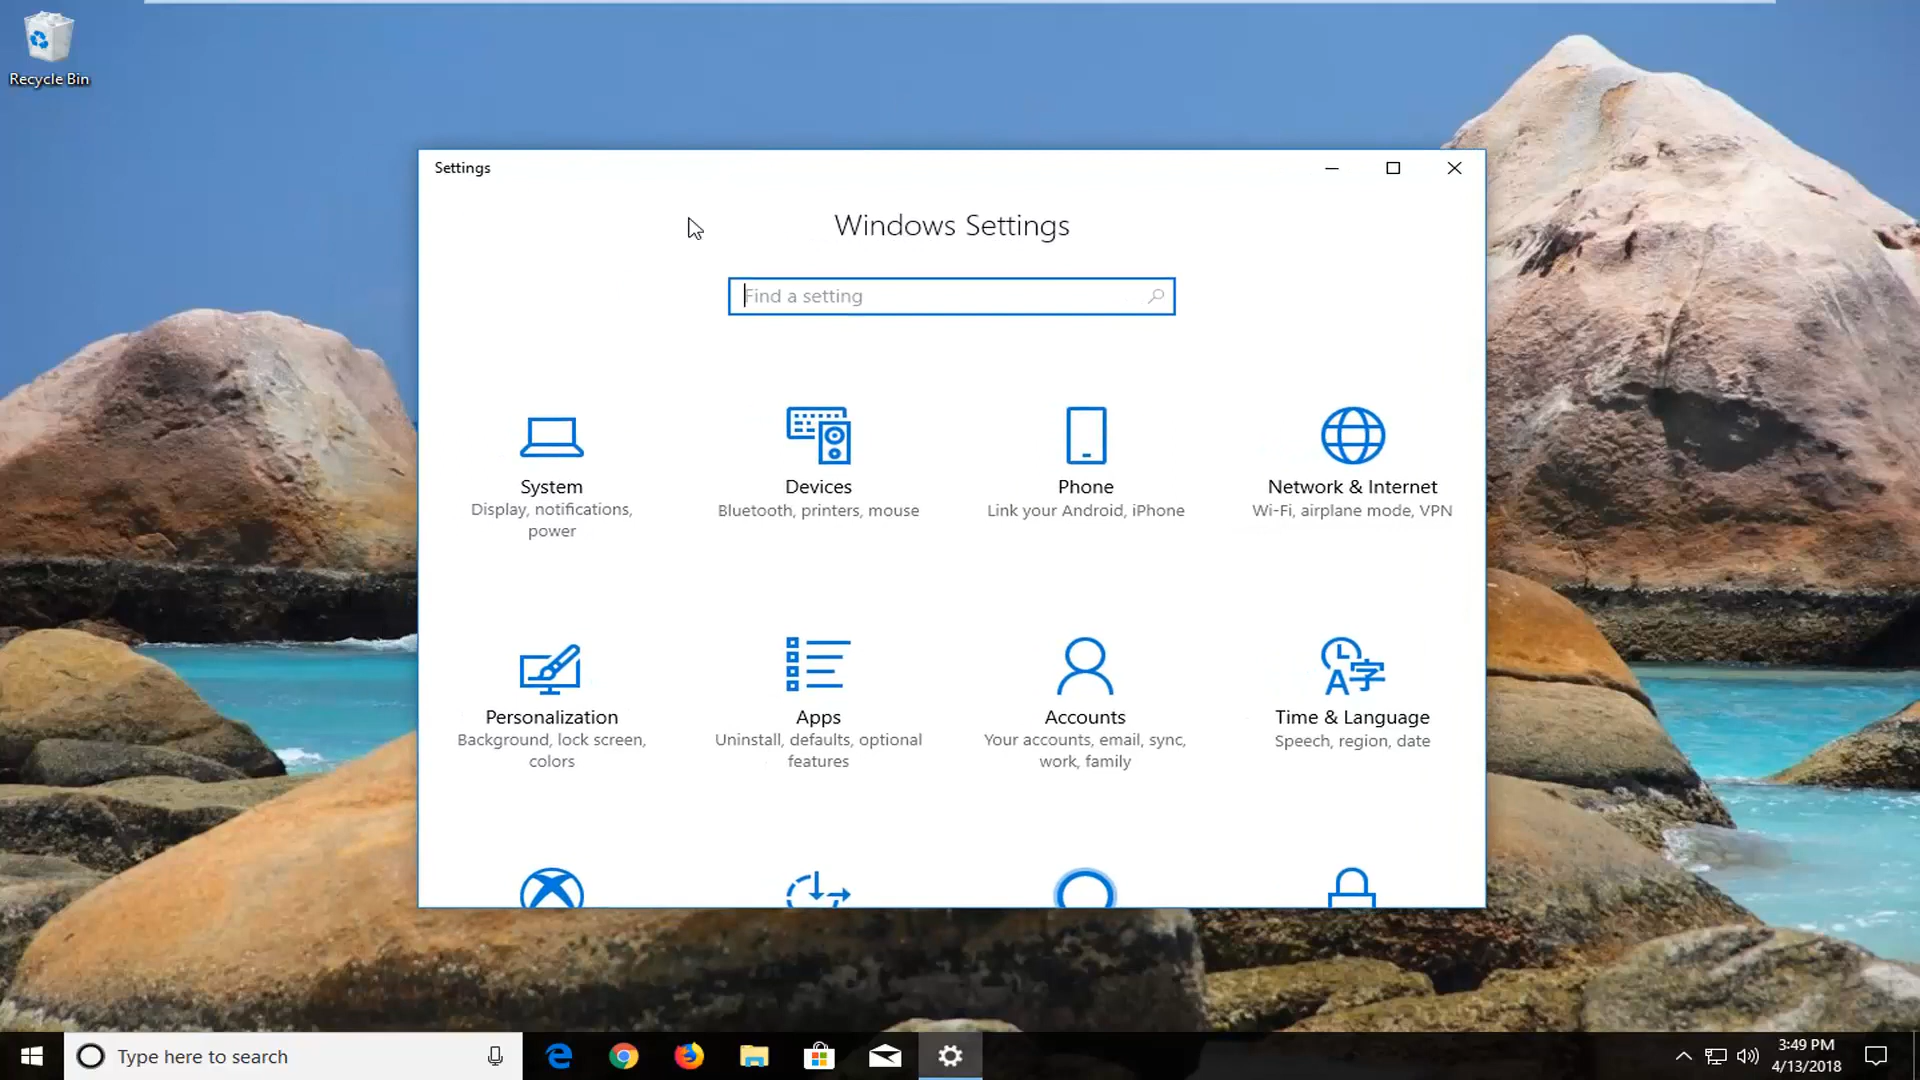 Recycle Bin
Settings
Windows Settings
Find a setting
System
Display, notifications,
power
Devices
Bluetooth, printers, mouse
Phone
Link your Android, iPhone
Network & Internet
Wi-Fi, airplane mode, VPN
Personalization
Background, lock screen,
colors
Apps
Uninstall, defaults, optional
features
Accounts
Your accounts, email, sync,
work, family
Time & Language
Speech, region, date
Type here to search
3:49 PM
4/13/2018